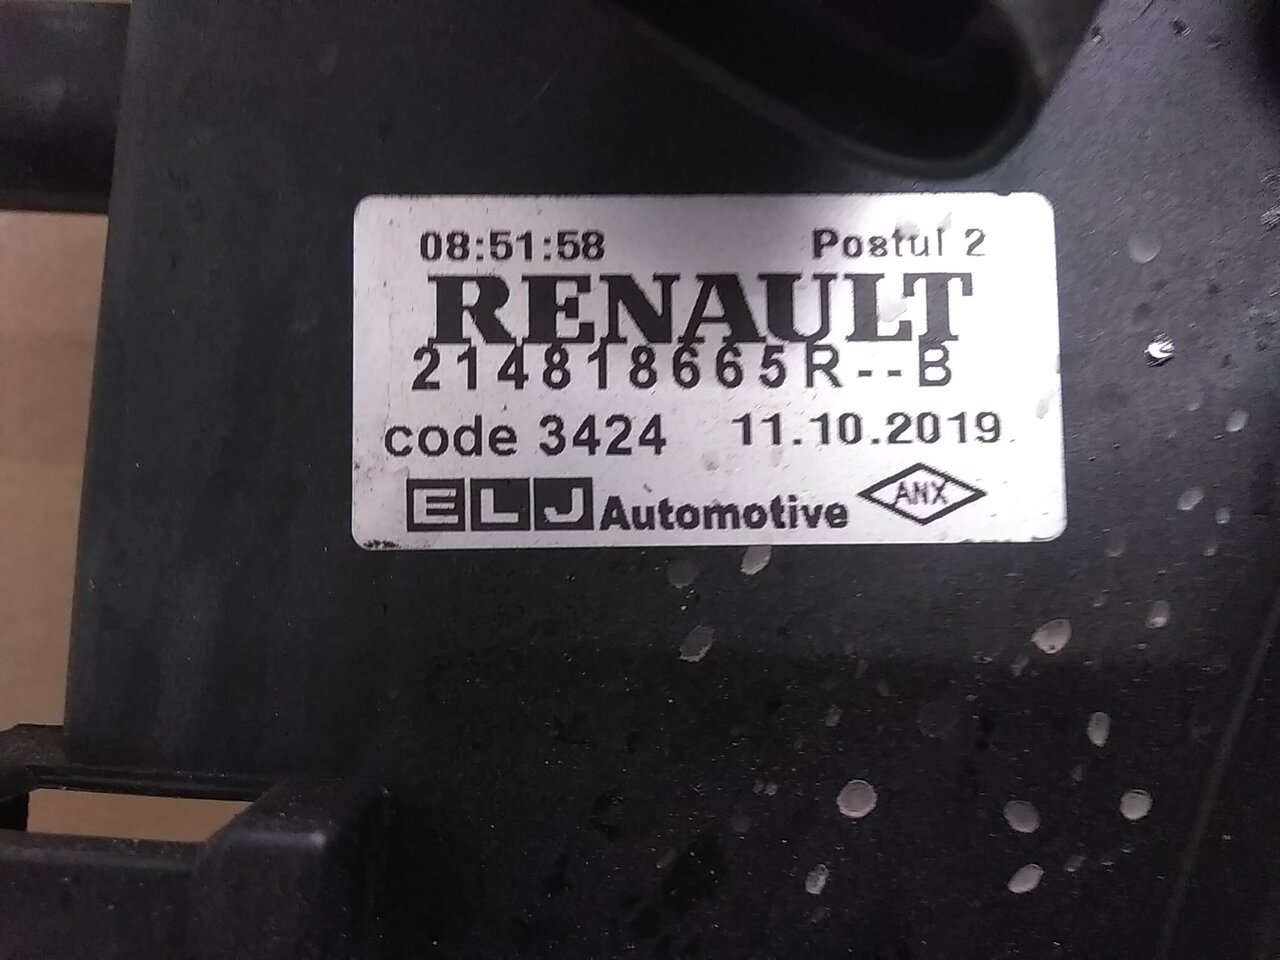 08:51:58 Postul 2
RENAULT
214818665R--B
code 3424 11.10.2019
ELJ Automotive ANX